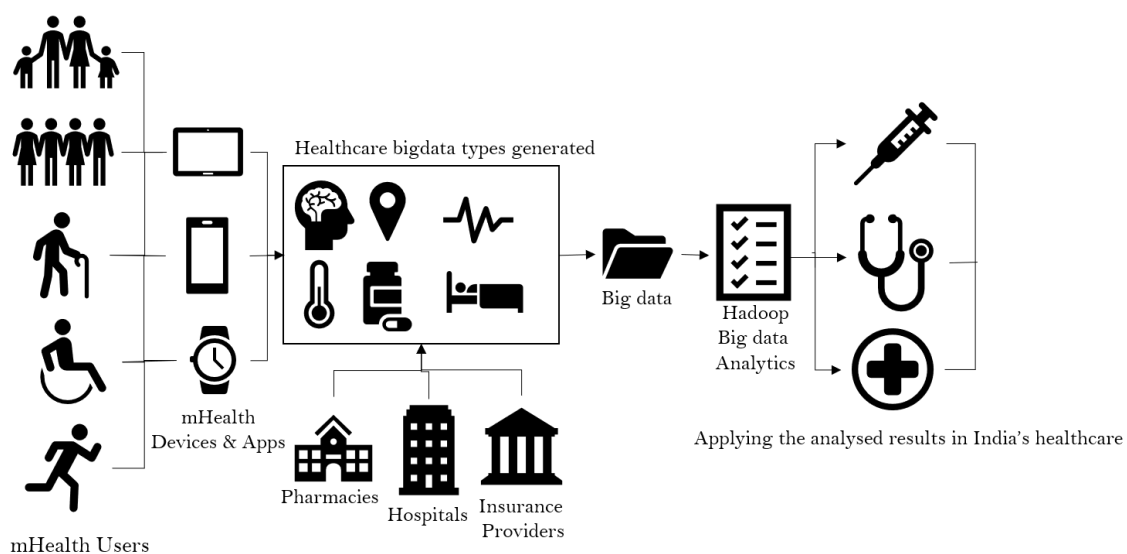 Healthcare bigdata types generated
Big data
Hadoop
Big data
Analytics
mHealth
Devices & Apps
Applying the analysed results in India's healthcare
Pharmacies
Hospitals
Insurance
Providers
mHealth Users